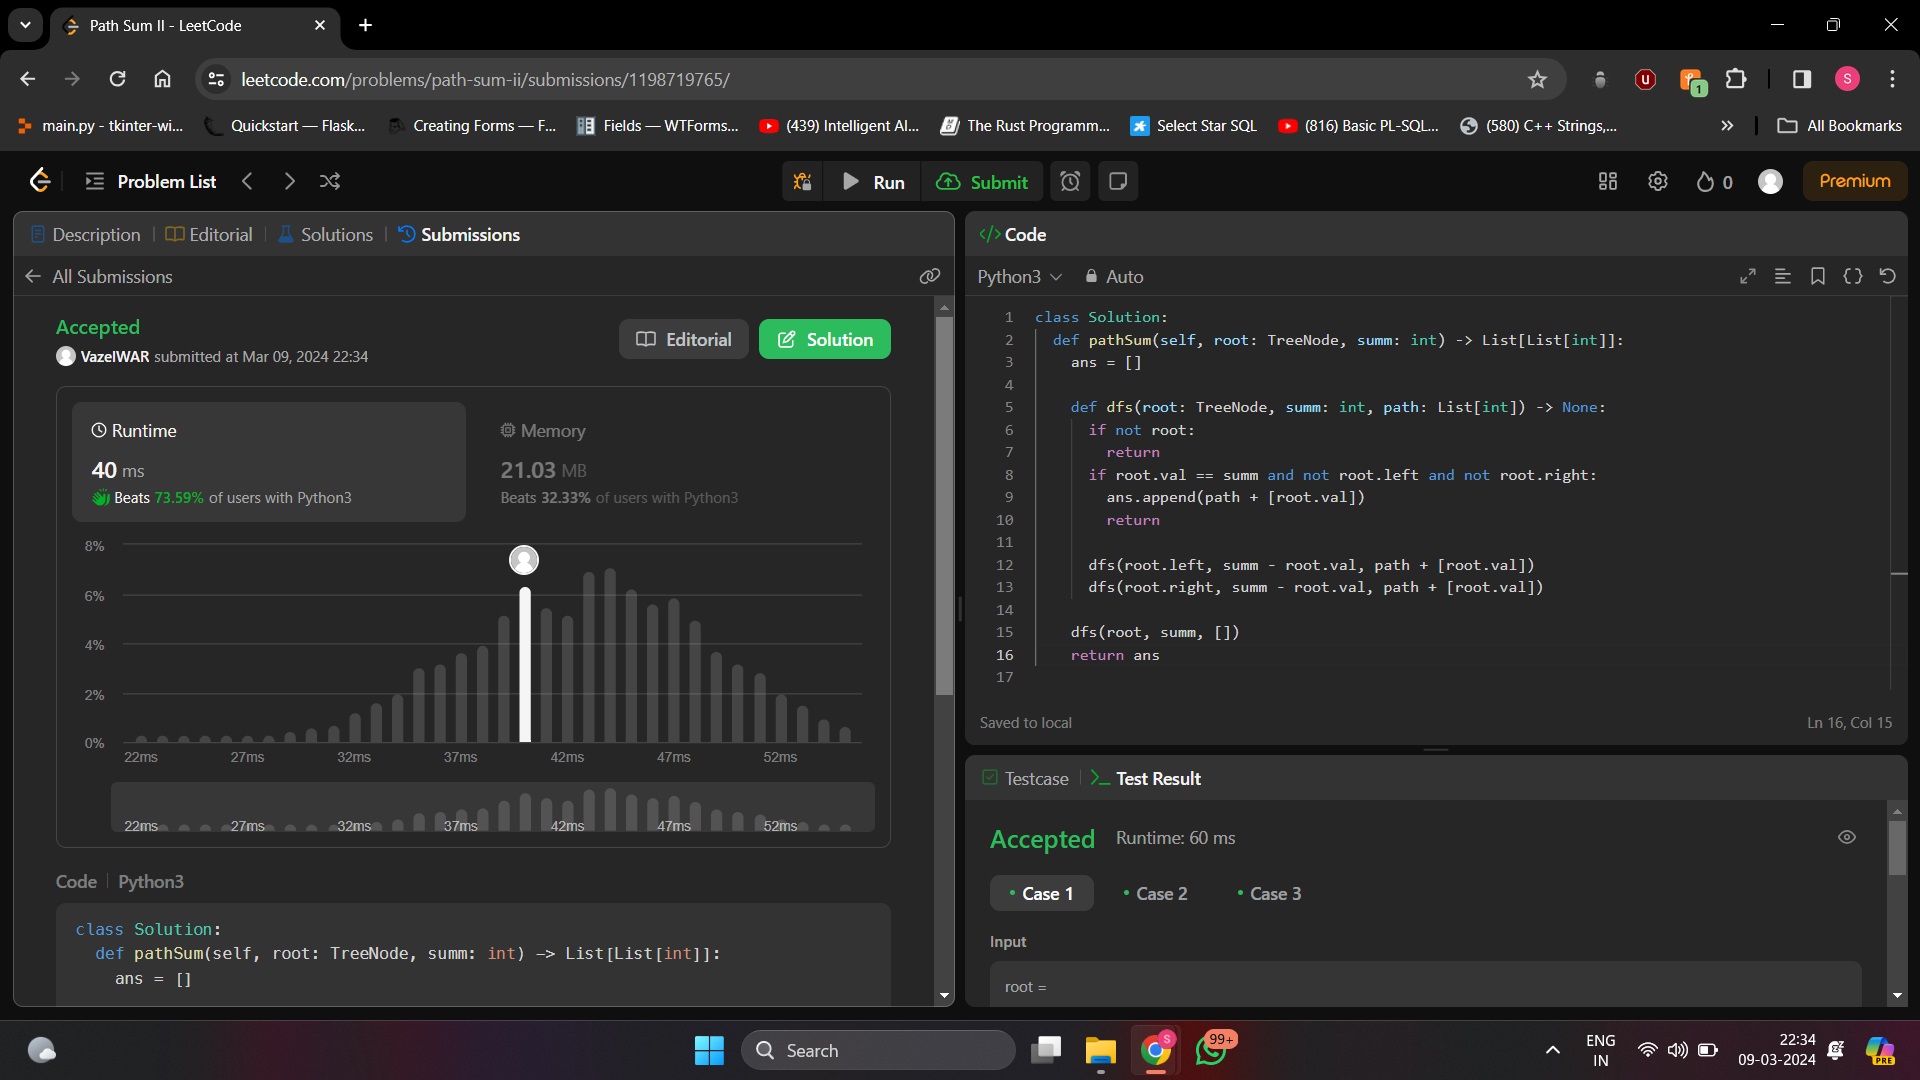 Path Sum II - LeetCode
leetcode.com/problems/path-sum-ii/submissions/1198719765/
1
S
main.py - tkinter-wi... Quickstart — Flask... Creating Forms — F... Fields — WTForms... (439) Intelligent AI... The Rust Programm... Select Star SQL (816) Basic PL-SQL... (580) C++ Strings,... All Bookmarks
Problem List Run Submit 0 Premium
Description Editorial Solutions Submissions
All Submissions
Accepted
VazelWAR submitted at Mar 09, 2024 22:34
Editorial Solution
Runtime
40 ms
Beats 73.59% of users with Python3
Memory
21.03 MB
Beats 32.33% of users with Python3
8%
6%
4%
2%
0%
22ms 27ms 32ms 37ms 42ms 47ms 52ms
22ms 27ms 32ms 37ms 42ms 47ms 52ms
Code Python3
class Solution:
def pathSum(self, root: TreeNode, summ: int) -> List[List[int]]:
ans = []
</> Code
Python3 Auto
1 class Solution:
2 def pathSum(self, root: TreeNode, summ: int) -> List[List[int]]:
3 ans = []
4
5 def dfs(root: TreeNode, summ: int, path: List[int]) -> None:
6 if not root:
7 return
8 if root.val == summ and not root.left and not root.right:
9 ans.append(path + [root.val])
10 return
11
12 dfs(root.left, summ - root.val, path + [root.val])
13 dfs(root.right, summ - root.val, path + [root.val])
14
15 dfs(root, summ, [])
16 return ans
17
Saved to local Ln 16, Col 15
Testcase Test Result
Accepted Runtime: 60 ms
Case 1 Case 2 Case 3
Input
root =
Search
S
99+
ENG
IN
22:34
09-03-2024
PRE